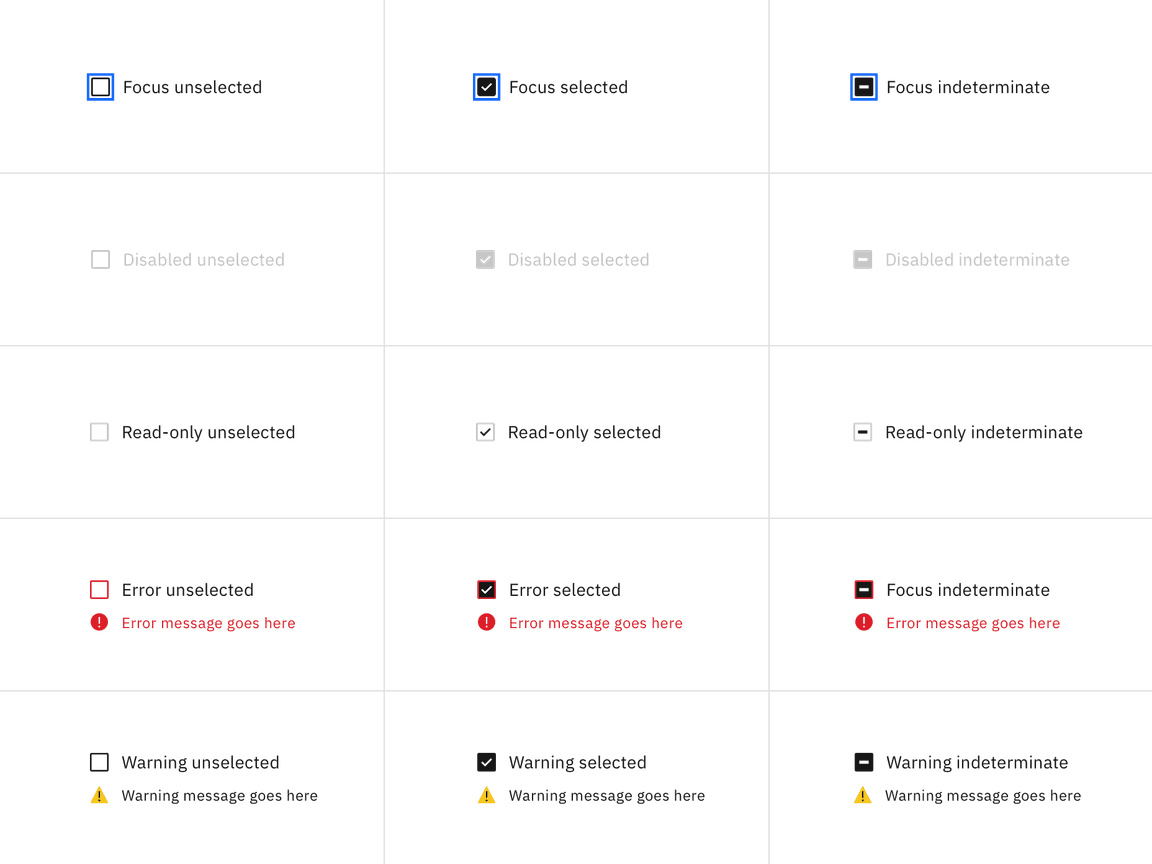 Focus unselected
Focus selected
Focus indeterminate
Disabled unselected
Disabled selected
Disabled indeterminate
Read-only unselected
Read-only selected
Read-only indeterminate
Error unselected
Error selected
Focus indeterminate
Error message goes here
Error message goes here
Error message goes here
Warning unselected
Warning selected
Warning indeterminate
Warning message goes here
Warning message goes here
Warning message goes here